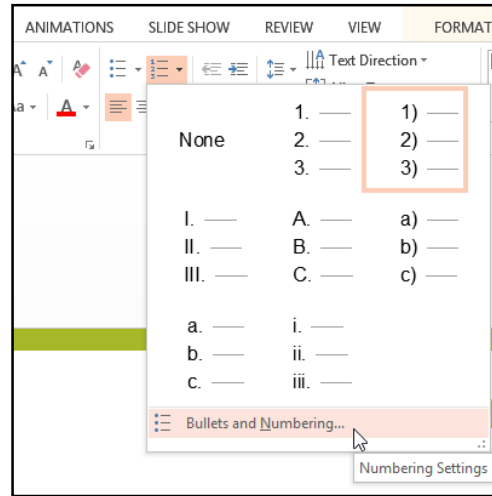 ANIMATIONS SLIDE SHOW REVIEW VIEW FORMAT
Text Direction
A
None
1.
2.
3.
1)
2)
3)
I.
II.
III.
A.
B.
C.
a)
b)
c)
a.
b.
c.
i.
ii.
iii.
Bullets and Numbering...
Numbering Settings